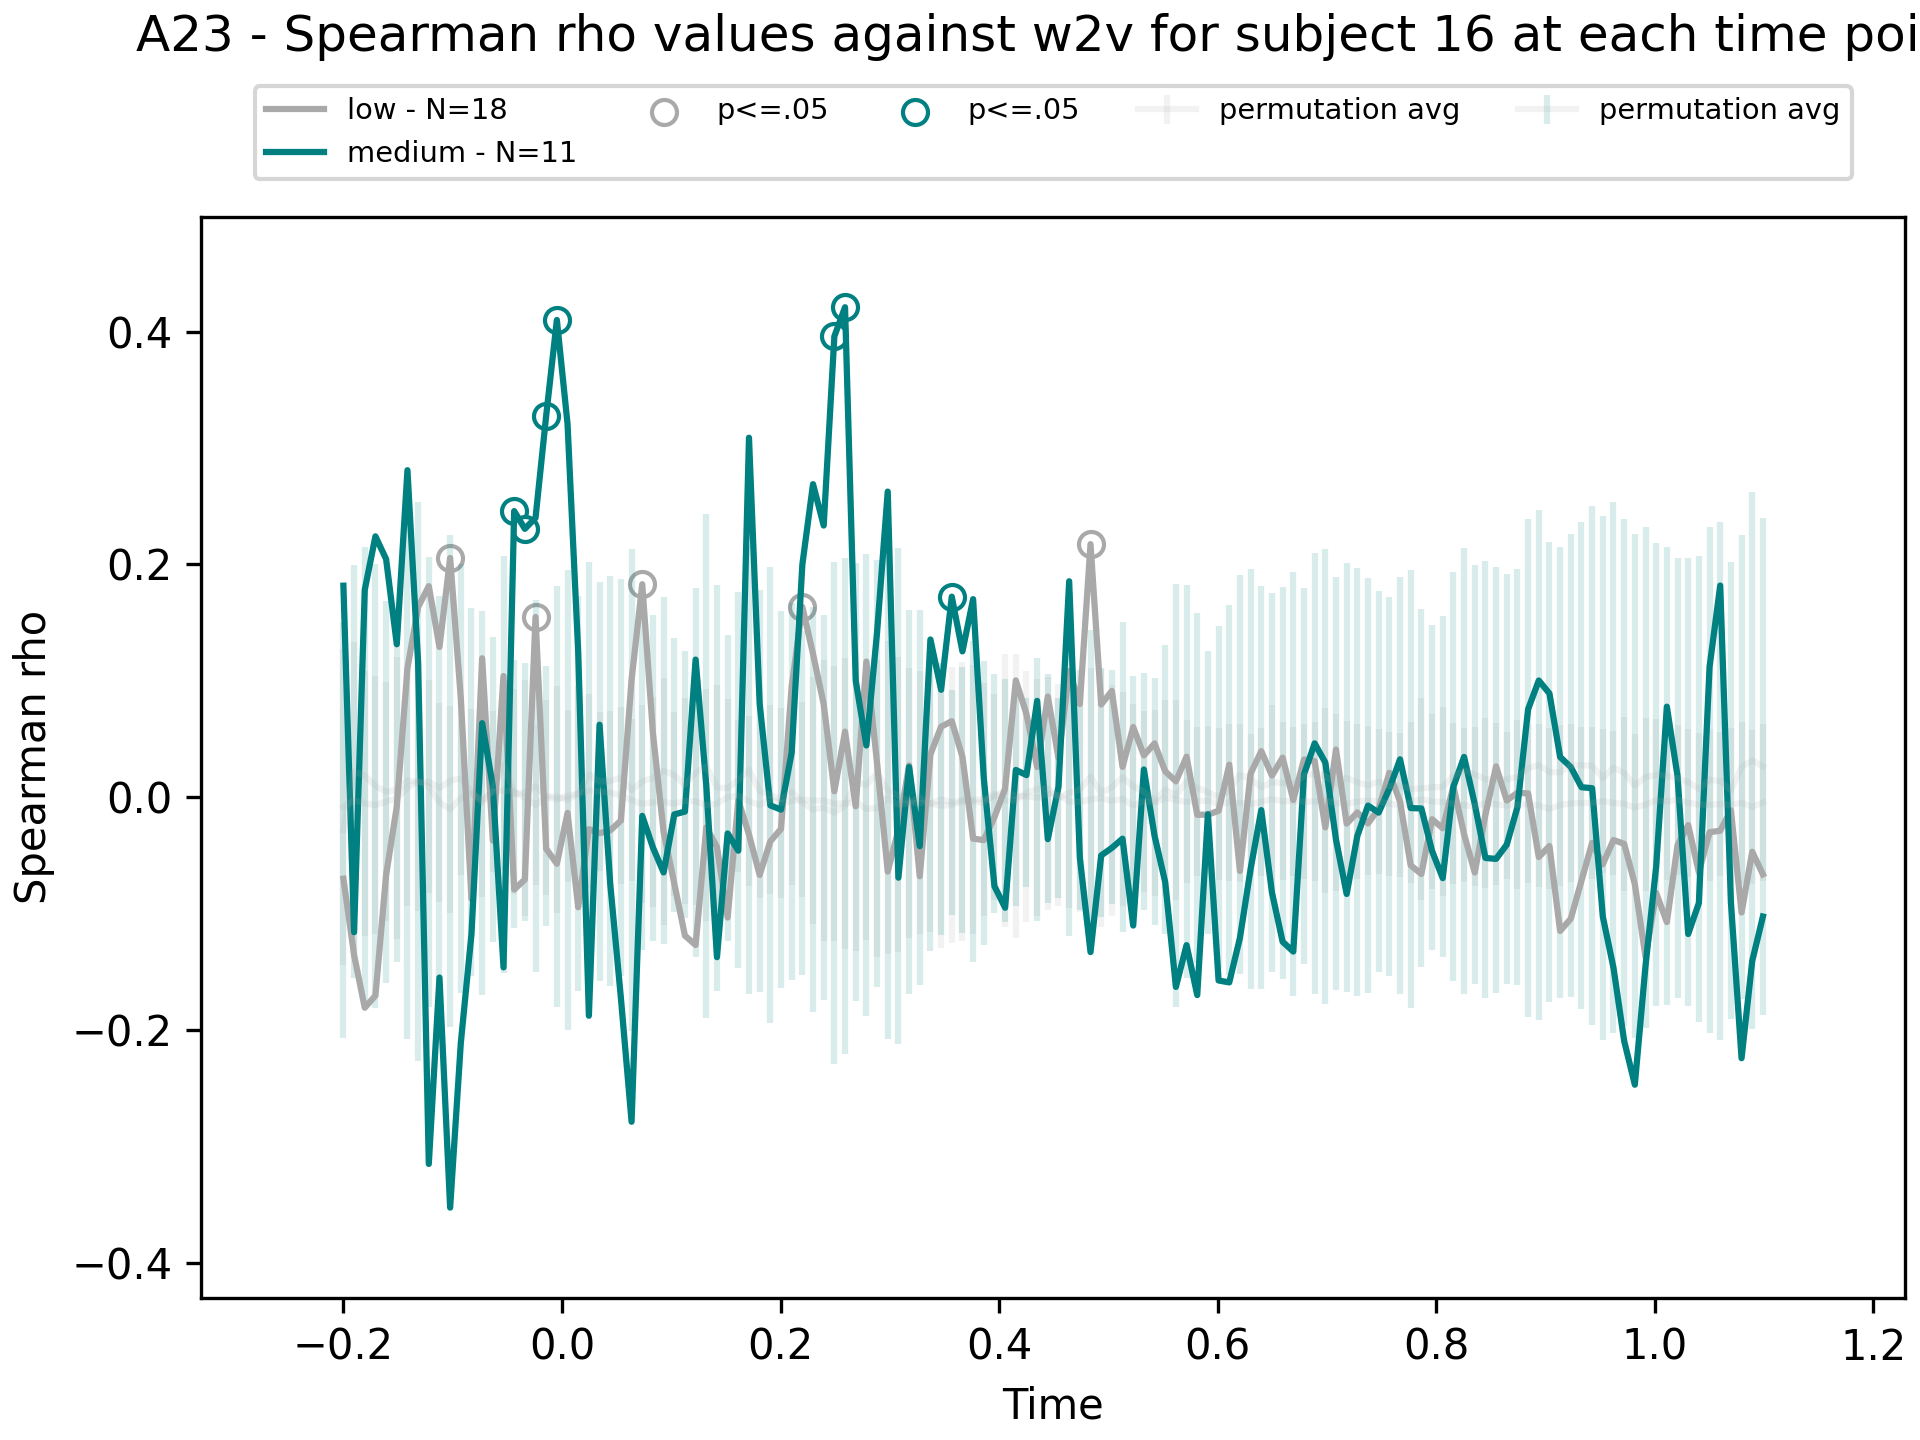 A23 - Spearman rho values against w2v for subject 16 at each time poi
low - N=18 p<=.05 p<=.05 permutation avg permutation avg
medium - N=11
0.4
0.2
0.0
−0.2
−0.4
Spearman rho
−0.2 0.0 0.2 0.4 0.6 0.8 1.0 1.2
Time